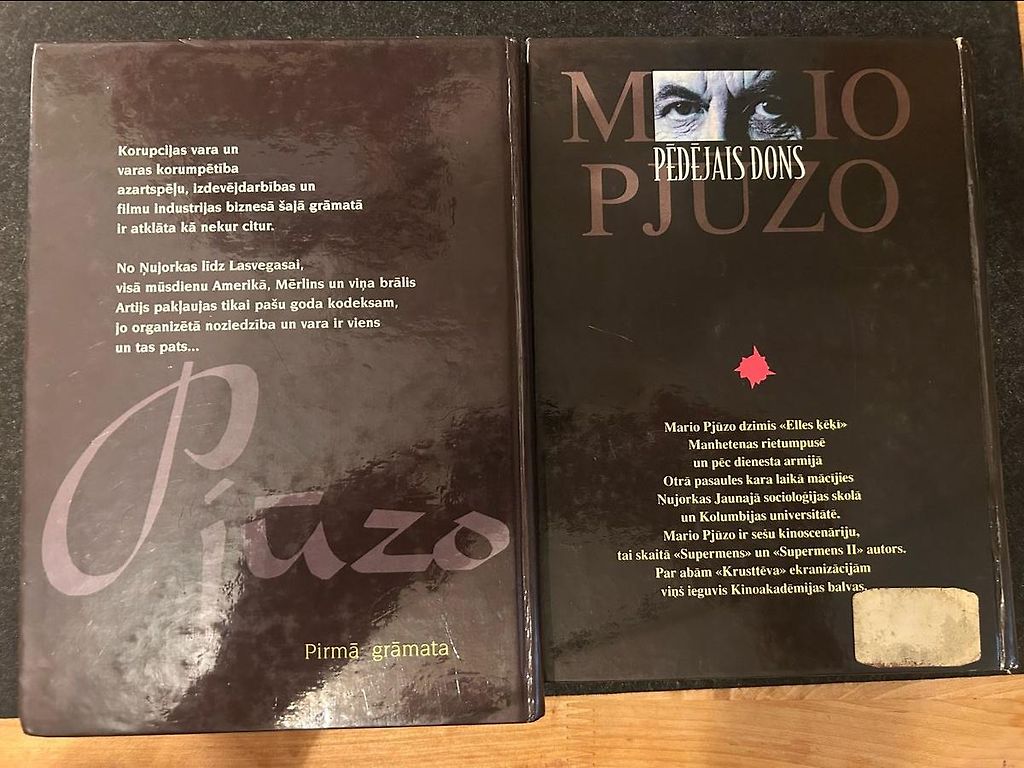 Korupcijas vara un
varas korumpētība
azartspēļu, izdevējdarbības un
filmu industrijas biznesā šajā grāmatā
ir atklāta kā nekur citur.
No Ņujorkas līdz Lasvegasai,
visā mūsdienu Amerikā, Mērlins un viņa brālis
Artijs pakļaujas tikai pašu goda kodeksam,
jo organizētā noziedzība un vara ir viens
un tas pats...
Pjūzo
Pirmā grāmata
MARIO
PĒDĒJAIS DONS
PJŪZO
Mario Pjūzo dzimis «Elles ķēķī»
Manhetenas rietumpusē
un pēc dienesta armijā
Otrā pasaules kara laikā mācījies
Ņujorkas Jaunajā socioloģijas skolā
un Kolumbijas universitātē.
Mario Pjūzo ir sešu kinoscenāriju,
tai skaitā «Supermens» un «Supermens II» autors.
Par abām «Krusttēva» ekranizācijām
viņš ieguvis Kinoakadēmijas balvas.